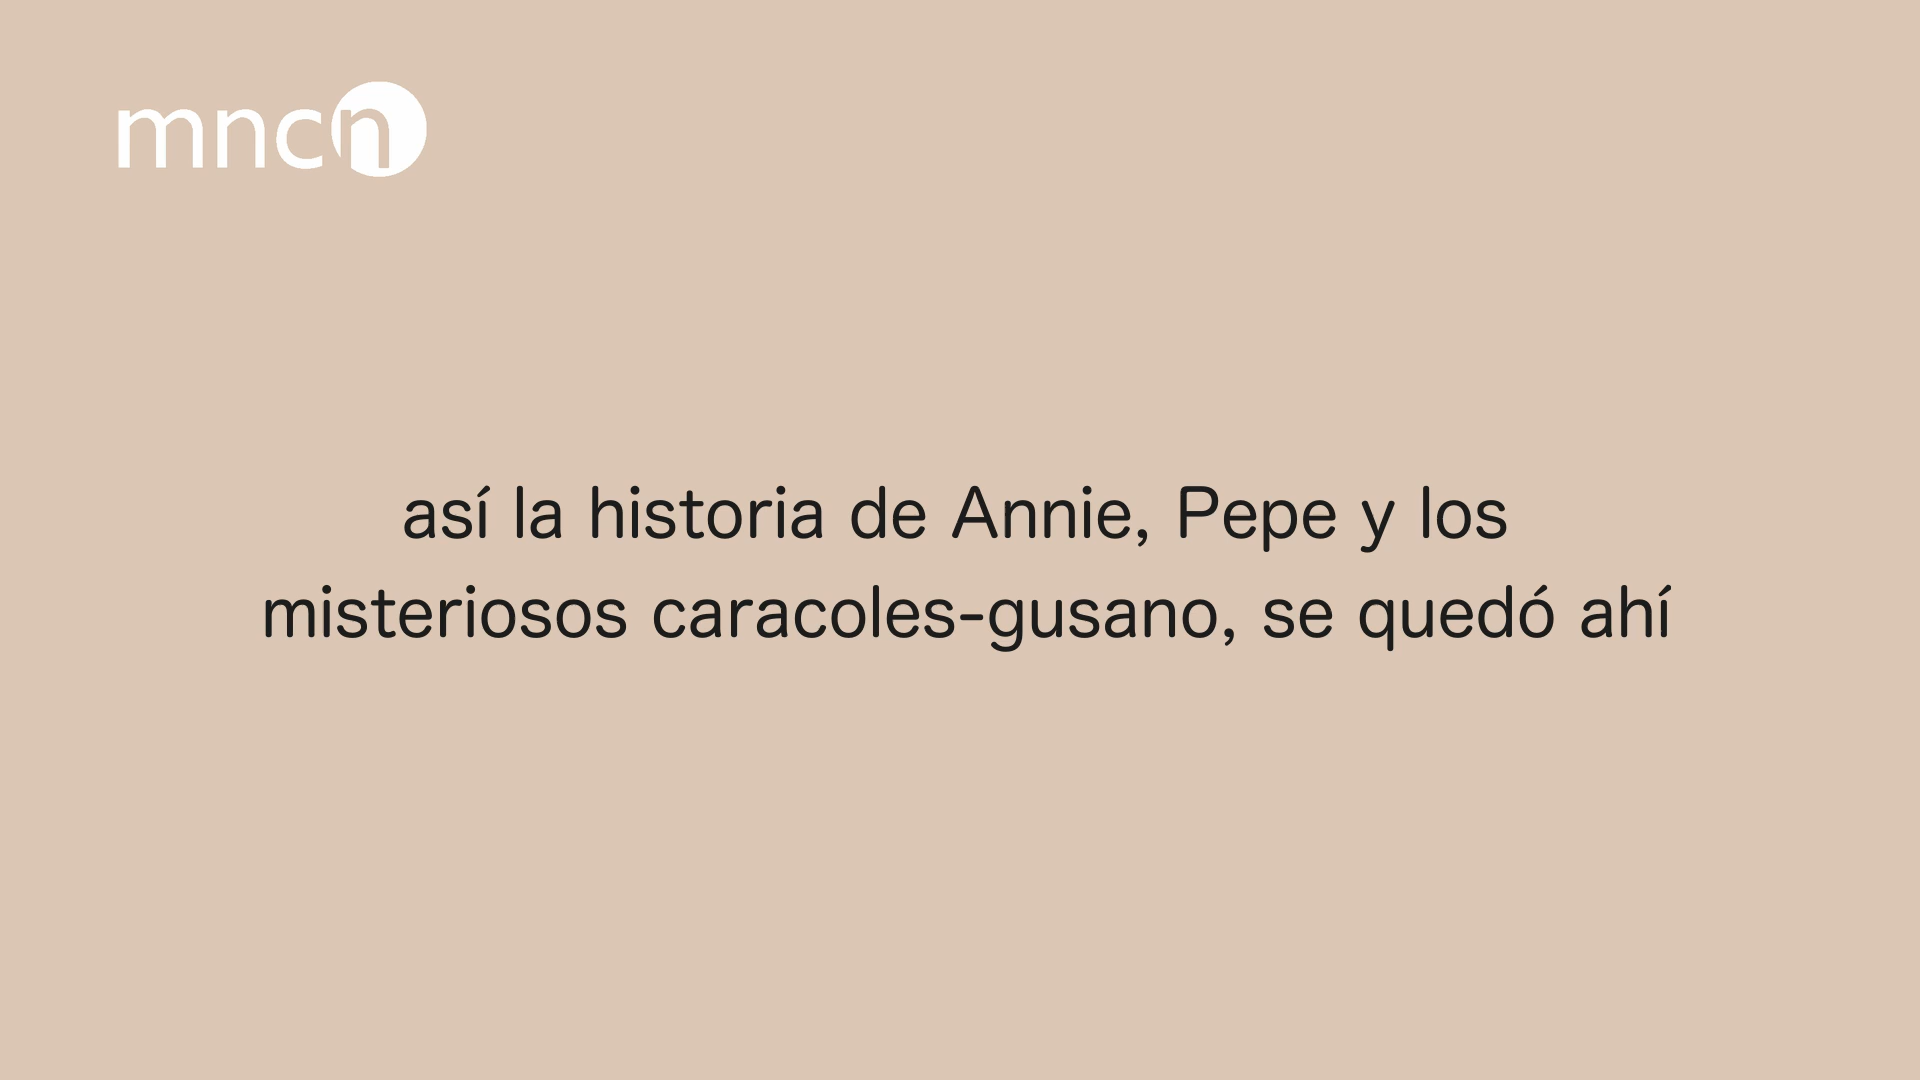 mncn
así la historia de Annie, Pepe y los
misteriosos caracoles-gusano, se quedó ahí